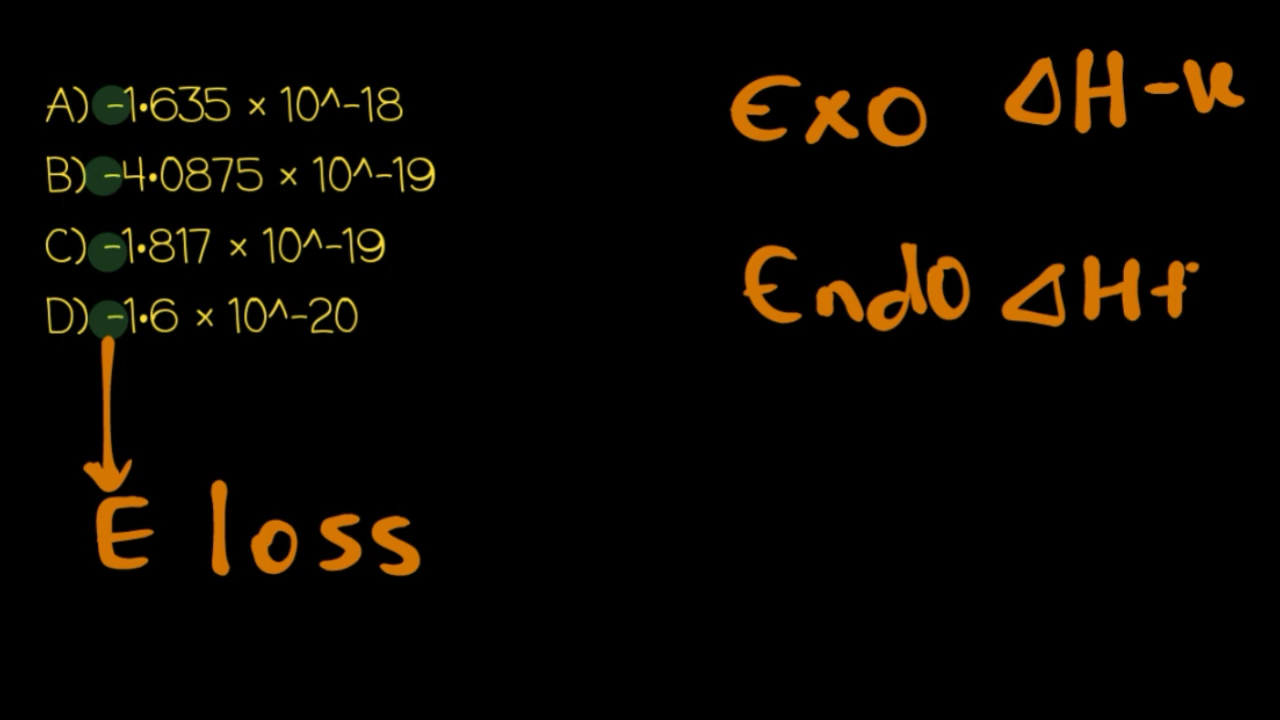 A) -1·635 × 10^-18
B) -4·0875 × 10^-19
C) -1·817 × 10^-19
D) -1·6 × 10^-20
E loss
Exo ΔH-ve
Endo ΔH+